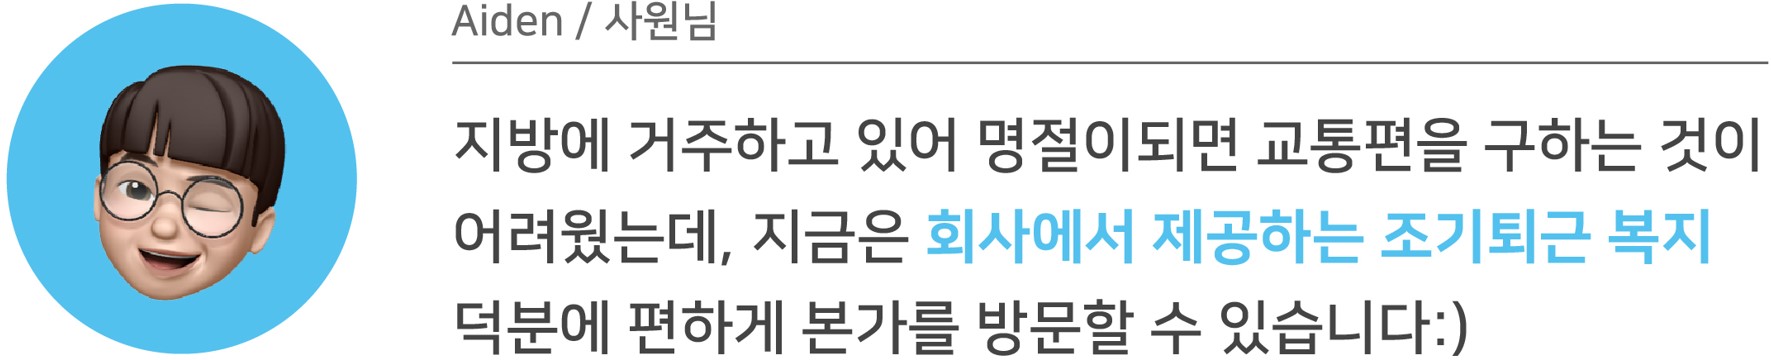 Aiden / 사원님
지방에 거주하고 있어 명절이되면 교통편을 구하는 것이
어려웠는데, 지금은 회사에서 제공하는 조기퇴근 복지
덕분에 편하게 본가를 방문할 수 있습니다:)